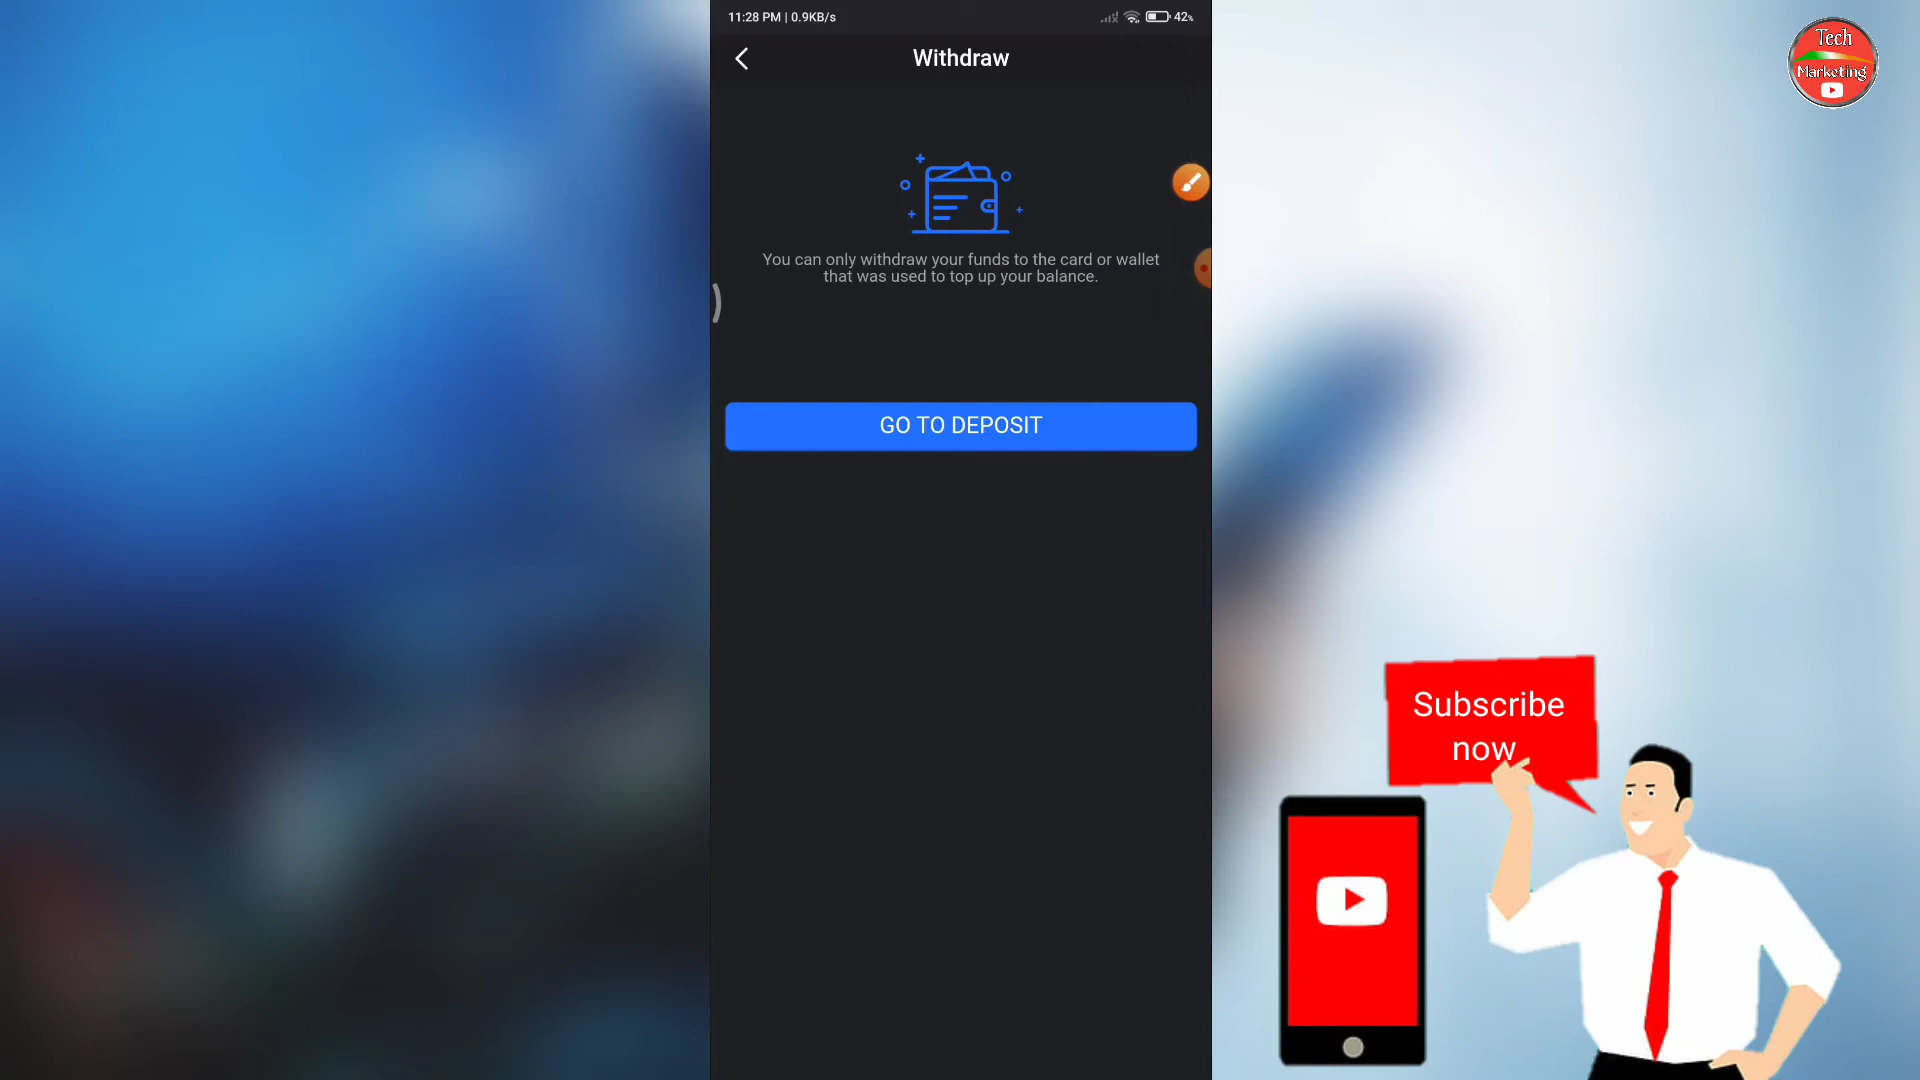 11:28 PM | 0.9KB/s
42%
Withdraw
You can only withdraw your funds to the card or wallet
that was used to top up your balance.
GO TO DEPOSIT
Tech
Marketing
Subscribe
now